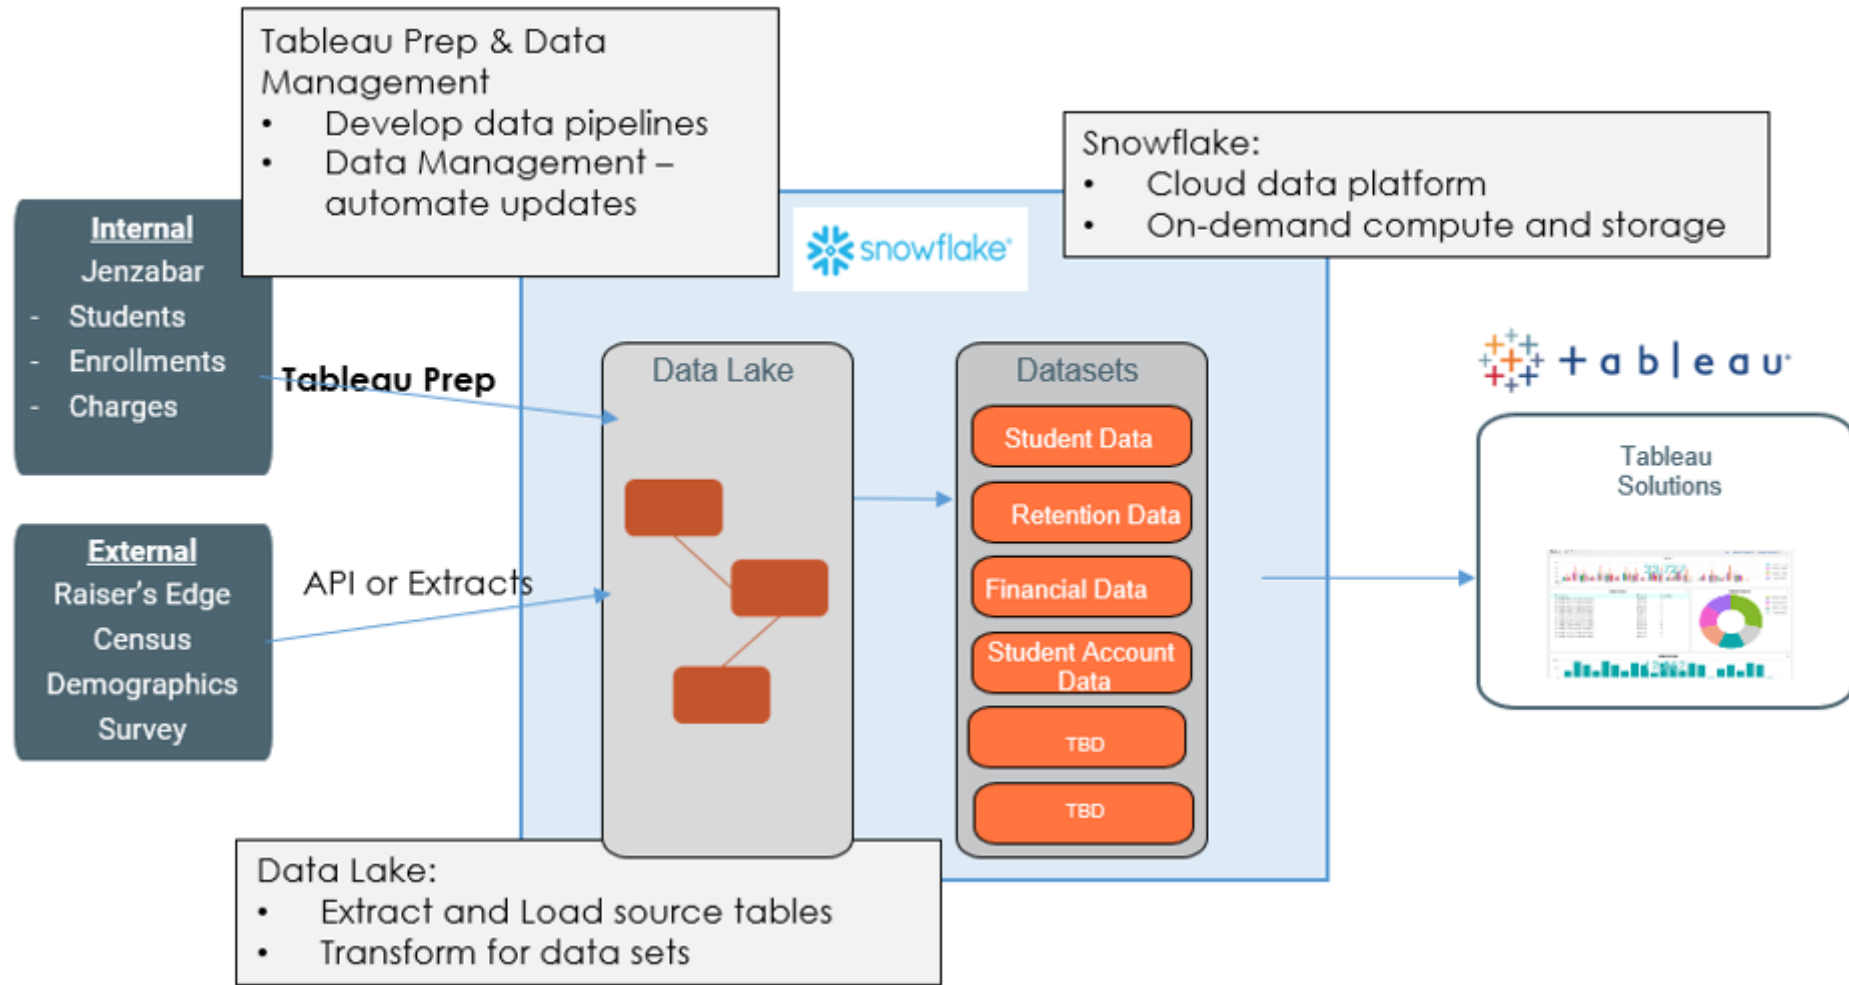 Tableau Prep & Data
Management
• Develop data pipelines
• Data Management –
automate updates
Snowflake:
• Cloud data platform
• On-demand compute and storage
Internal
Jenzabar
- Students
- Enrollments
- Charges
External
Raiser's Edge
Census
Demographics
Survey
Tableau Prep
API or Extracts
snowflake
Data Lake
Datasets
Student Data
Retention Data
Financial Data
Student Account
Data
TBD
TBD
+ableau
Tableau
Solutions
Data Lake:
• Extract and Load source tables
• Transform for data sets